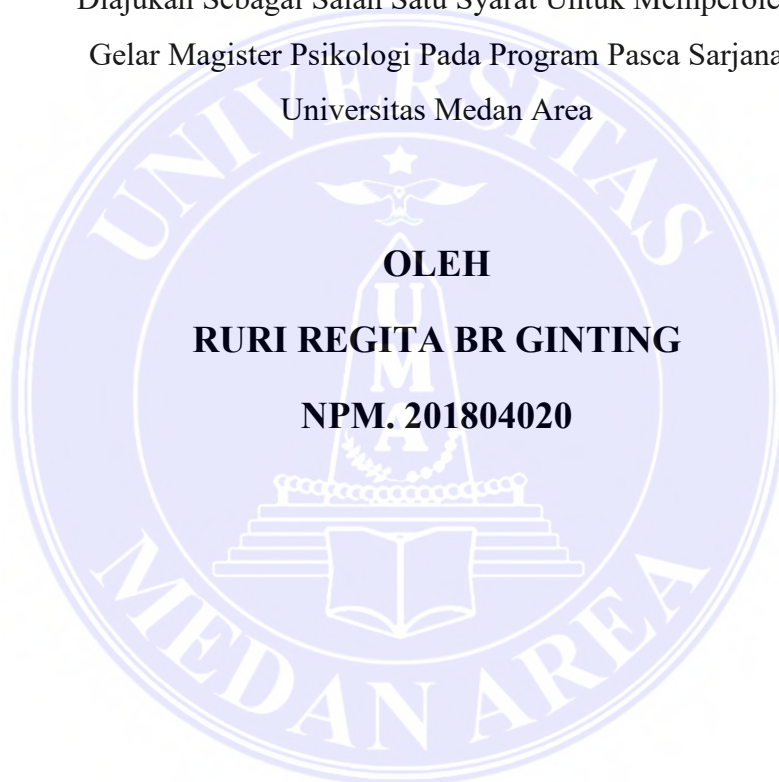 Diajukan Sebagai Salah Satu Syarat Untuk Memperole
Gelar Magister Psikologi Pada Program Pasca Sarjana
Universitas Medan Area
UNIVERSITAS
OLEH
U
RURI REGITA BR GINTING
M
NPM. 201804020
A
MEDAN AREA